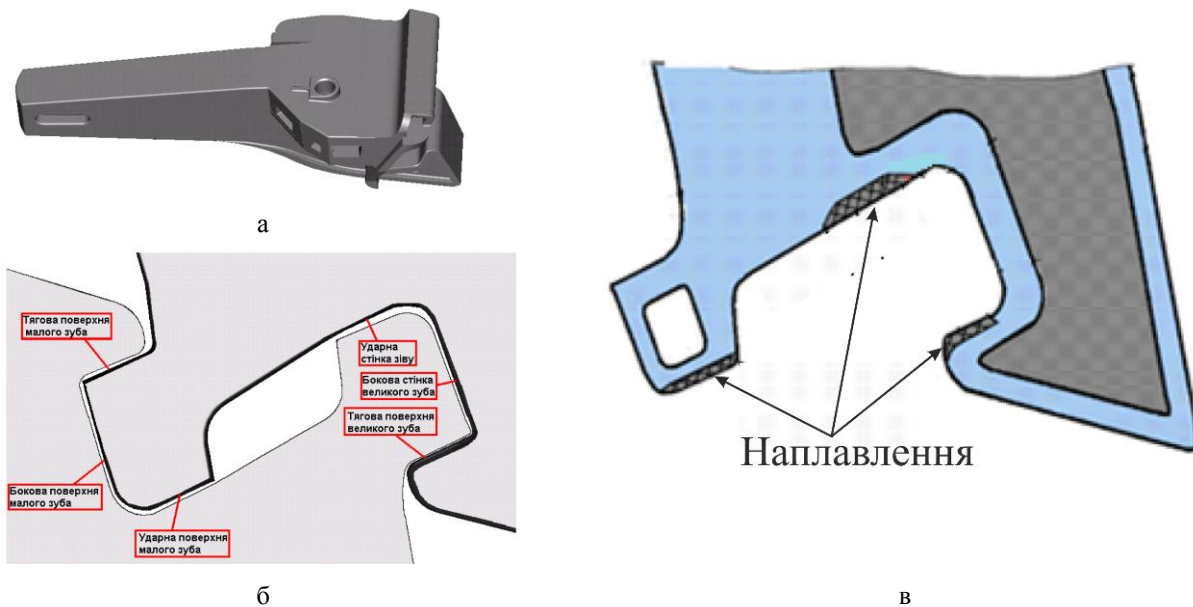 а
Тягова поверхня
малого зуба
Ударна
стінка зіву
Бокова стінка
великого зуба
Тягова поверхня
великого зуба
Бокова поверхня
малого зуба
Ударна поверхня
малого зуба
б
Наплавлення
в